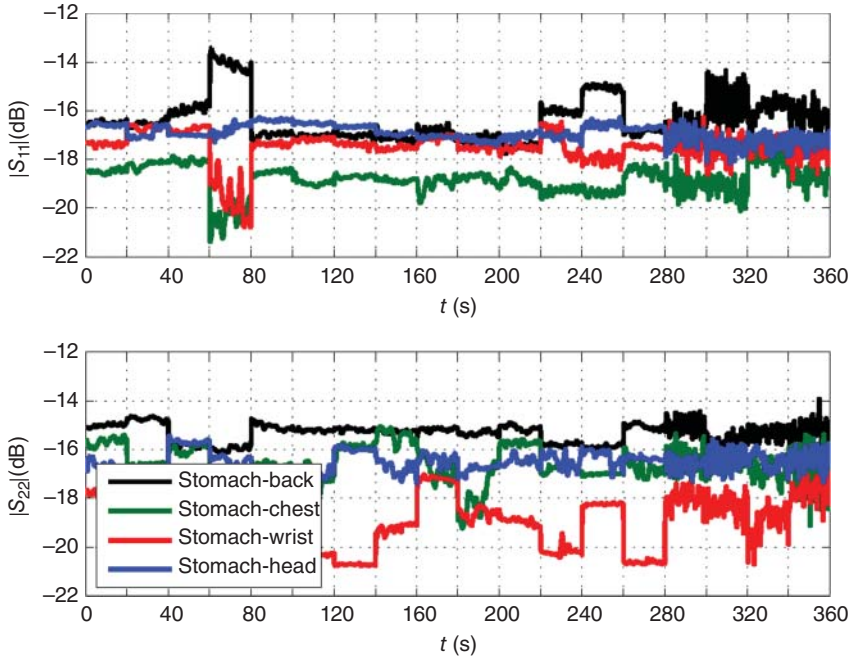 −12
−14
−16
−18
−20
−22
|S11|(dB)
0 40 80 120 160 200 240 280 320 360
t (s)
−12
−14
−16
−18
−20
−22
|S22|(dB)
Stomach-back
Stomach-chest
Stomach-wrist
Stomach-head
0 40 80 120 160 200 240 280 320 360
t (s)